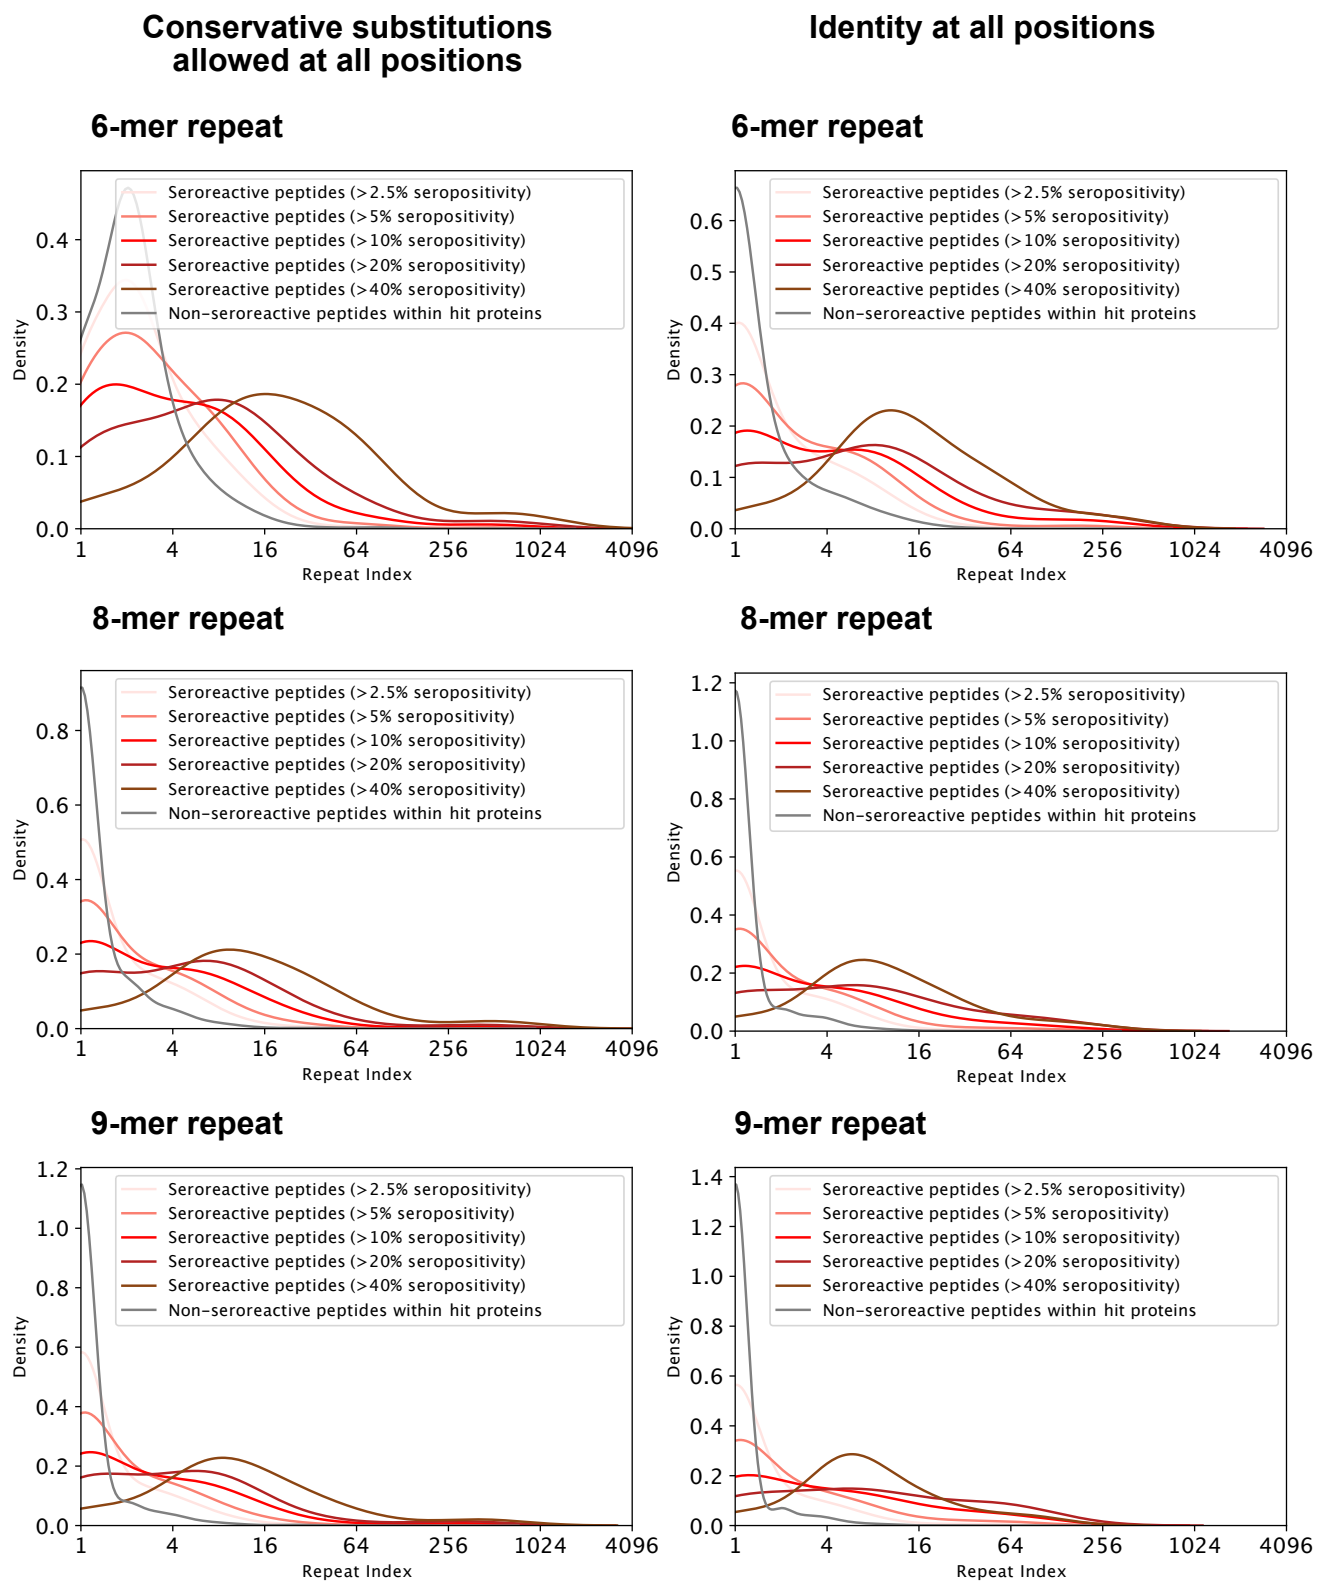 Conservative substitutions
allowed at all positions
Identity at all positions
6-mer repeat
Seroreactive peptides (>2.5% seropositivity)
Seroreactive peptides (>5% seropositivity)
Seroreactive peptides (>10% seropositivity)
Seroreactive peptides (>20% seropositivity)
Seroreactive peptides (>40% seropositivity)
Non-seroreactive peptides within hit proteins
Density
0.4
0.3
0.2
0.1
0.0
1 4 16 64 256 1024 4096
Repeat Index
6-mer repeat
Seroreactive peptides (>2.5% seropositivity)
Seroreactive peptides (>5% seropositivity)
Seroreactive peptides (>10% seropositivity)
Seroreactive peptides (>20% seropositivity)
Seroreactive peptides (>40% seropositivity)
Non-seroreactive peptides within hit proteins
Density
0.6
0.5
0.4
0.3
0.2
0.1
0.0
1 4 16 64 256 1024 4096
Repeat Index
8-mer repeat
Seroreactive peptides (>2.5% seropositivity)
Seroreactive peptides (>5% seropositivity)
Seroreactive peptides (>10% seropositivity)
Seroreactive peptides (>20% seropositivity)
Seroreactive peptides (>40% seropositivity)
Non-seroreactive peptides within hit proteins
Density
0.8
0.6
0.4
0.2
0.0
1 4 16 64 256 1024 4096
Repeat Index
8-mer repeat
Seroreactive peptides (>2.5% seropositivity)
Seroreactive peptides (>5% seropositivity)
Seroreactive peptides (>10% seropositivity)
Seroreactive peptides (>20% seropositivity)
Seroreactive peptides (>40% seropositivity)
Non-seroreactive peptides within hit proteins
Density
1.2
1.0
0.8
0.6
0.4
0.2
0.0
1 4 16 64 256 1024 4096
Repeat Index
9-mer repeat
Seroreactive peptides (>2.5% seropositivity)
Seroreactive peptides (>5% seropositivity)
Seroreactive peptides (>10% seropositivity)
Seroreactive peptides (>20% seropositivity)
Seroreactive peptides (>40% seropositivity)
Non-seroreactive peptides within hit proteins
Density
1.2
1.0
0.8
0.6
0.4
0.2
0.0
1 4 16 64 256 1024 4096
Repeat Index
9-mer repeat
Seroreactive peptides (>2.5% seropositivity)
Seroreactive peptides (>5% seropositivity)
Seroreactive peptides (>10% seropositivity)
Seroreactive peptides (>20% seropositivity)
Seroreactive peptides (>40% seropositivity)
Non-seroreactive peptides within hit proteins
Density
1.4
1.2
1.0
0.8
0.6
0.4
0.2
0.0
1 4 16 64 256 1024 4096
Repeat Index